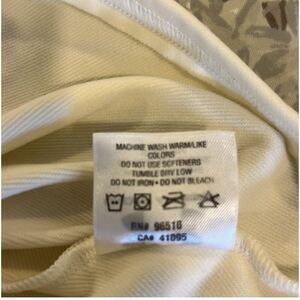 MACHINE WASH WARM/LIKE
COLORS
DO NOT USE SOFTENERS
TUMBLE DRY LOW
DO NOT IRON • DO NOT BLEACH
RN# 96510
CA# 41095